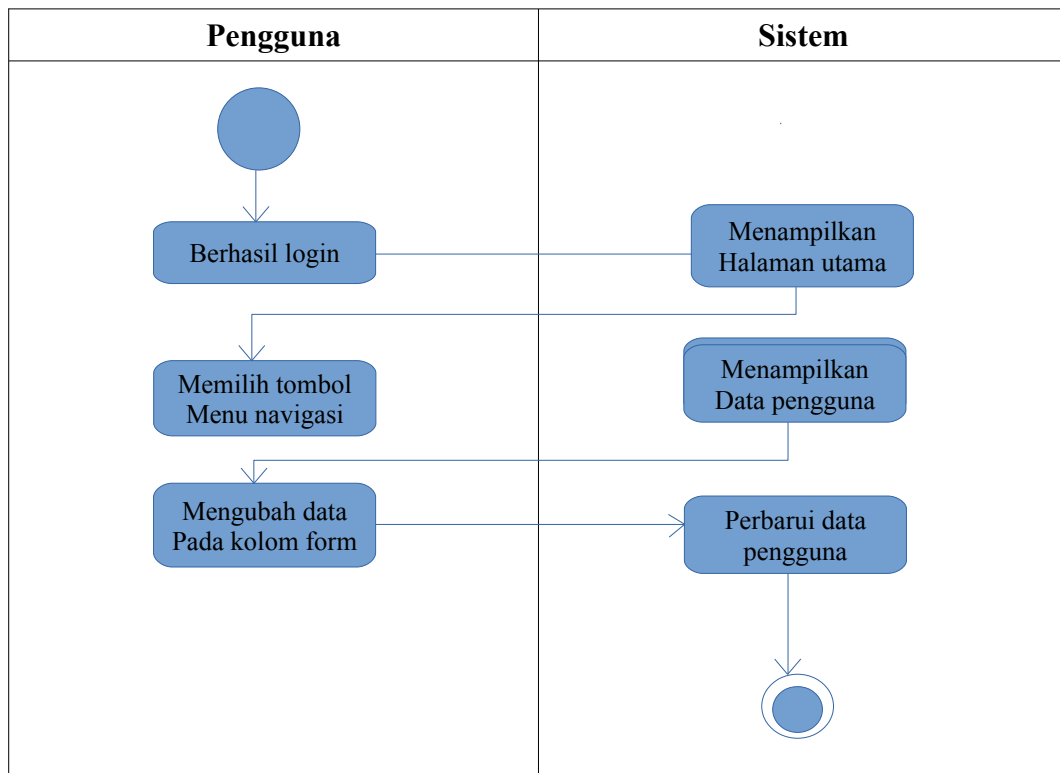 Pengguna
Sistem
Berhasil login
Menampilkan
Halaman utama
Memilih tombol
Menu navigasi
Menampilkan
Data pengguna
Mengubah data
Pada kolom form
Perbarui data
pengguna